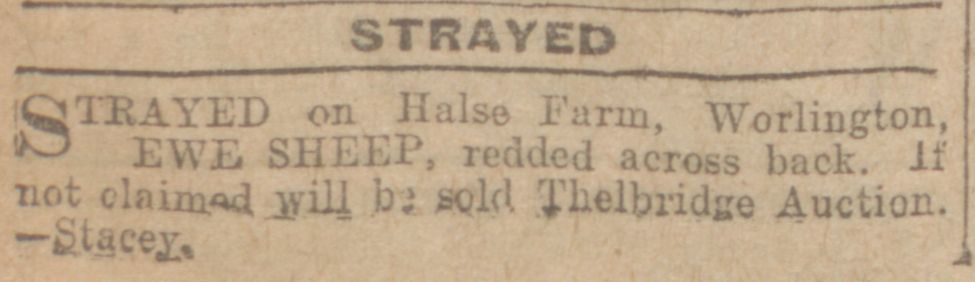 STRAYED
STRAYED on Halse Farm, Worlington,
EWE SHEEP, redded across back. If
not claimed will be sold Thelbridge Auction.
—Stacey.